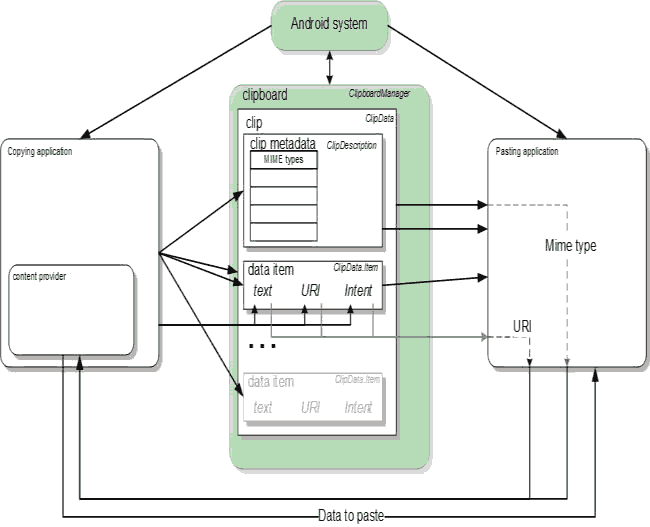 Android system
clipboard
ClipboardManager
clip
ClipData
Copying application
clip metadata
ClipDescription
Pasting application
MIME types
Mime type
data item
ClipData.Item
content provider
text URI Intent
URI
...
data item
ClipData.Item
text URI Intent
Data to paste